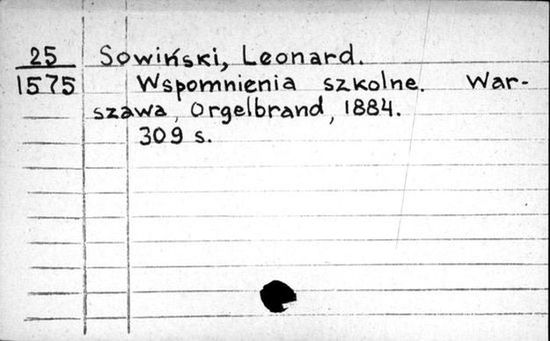 25 Sowiński, Leonard.
1575 Wspomnienia szkolne. War-
szawa, Orgelbrand, 1884.
309 s.